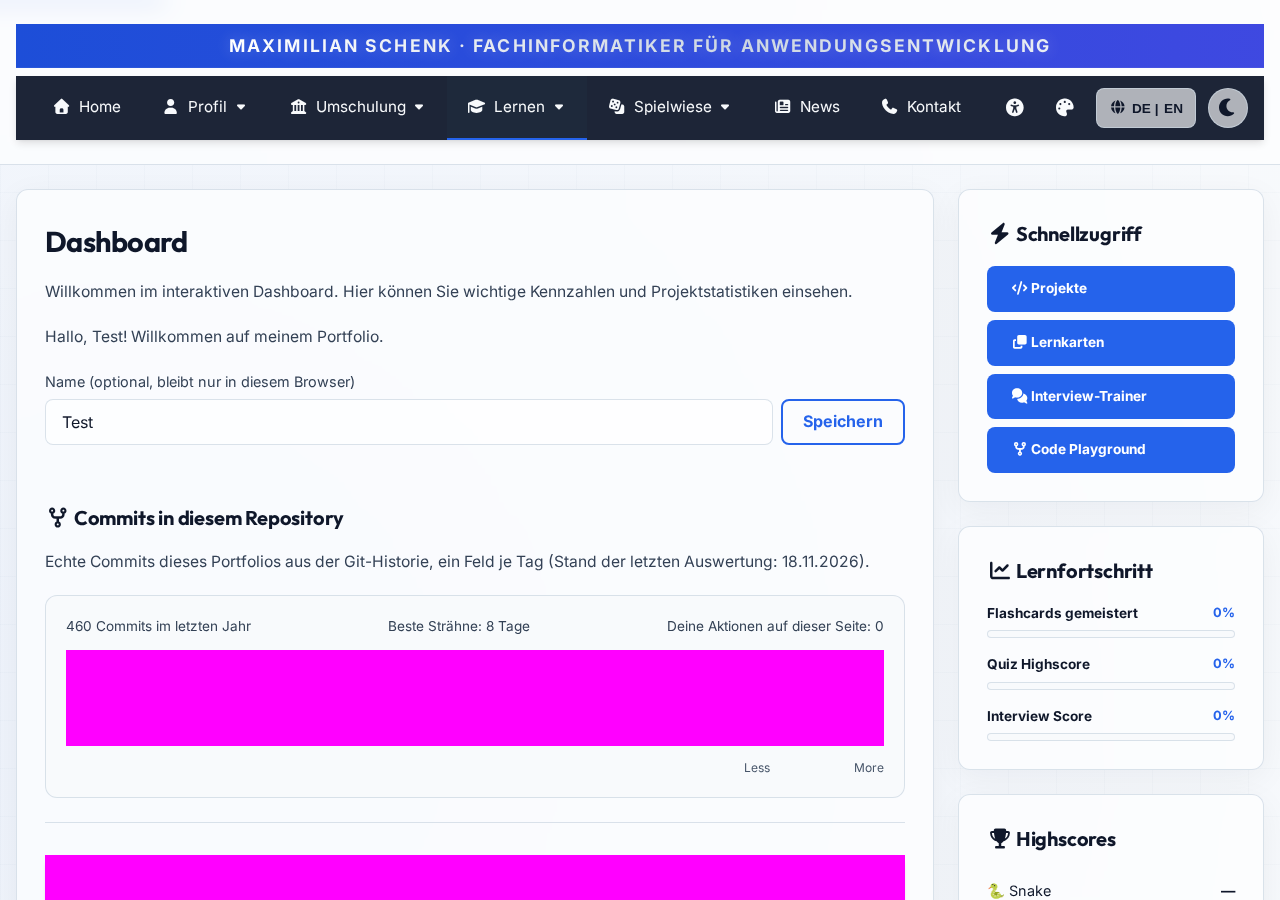 MAXIMILIAN SCHENK · FACHINFORMATIKER FÜR ANWENDUNGSENTWICKLUNG
Home Profil Umschulung Lernen Spielwiese News Kontakt DE | EN
Dashboard
Willkommen im interaktiven Dashboard. Hier können Sie wichtige Kennzahlen und Projektstatistiken einsehen.
Hallo, Test! Willkommen auf meinem Portfolio.
Name (optional, bleibt nur in diesem Browser)
Test
Speichern
Commits in diesem Repository
Echte Commits dieses Portfolios aus der Git-Historie, ein Feld je Tag (Stand der letzten Auswertung: 18.11.2026).
460 Commits im letzten Jahr
Beste Strähne: 8 Tage
Deine Aktionen auf dieser Seite: 0
Less More
Schnellzugriff
Projekte
Lernkarten
Interview-Trainer
Code Playground
Lernfortschritt
Flashcards gemeistert 0%
Quiz Highscore 0%
Interview Score 0%
Highscores
Snake —